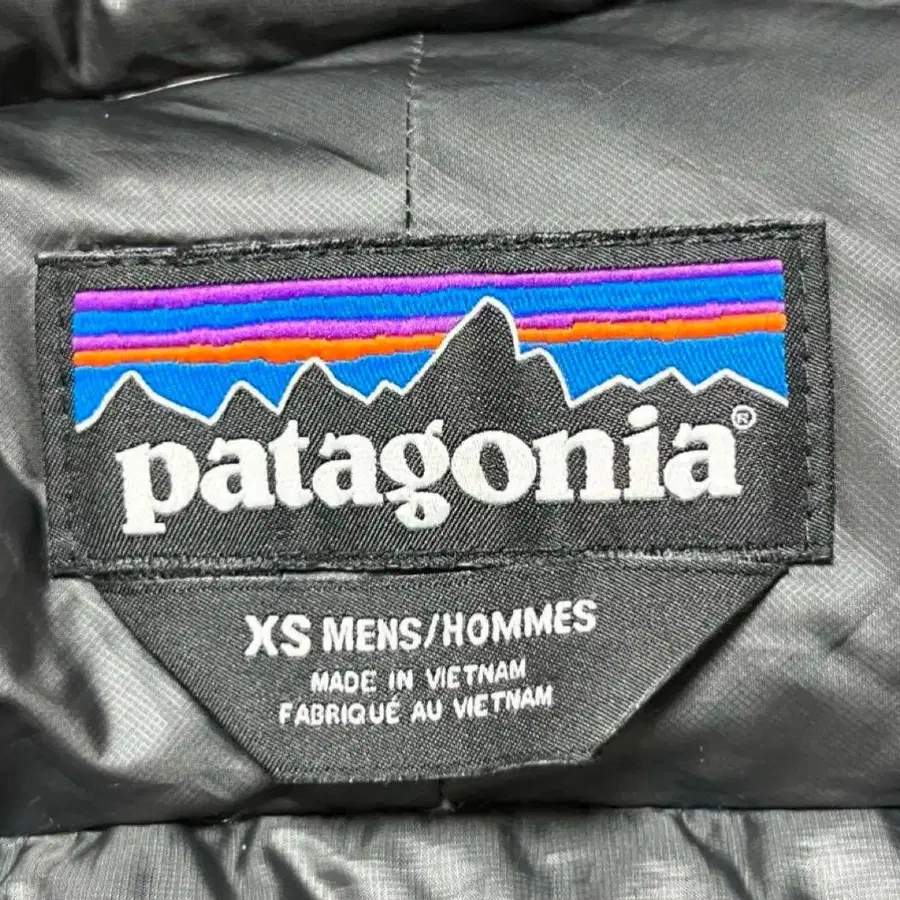 patagonia®
XS MENS/HOMMES
MADE IN VIETNAM
FABRIQUÉ AU VIETNAM